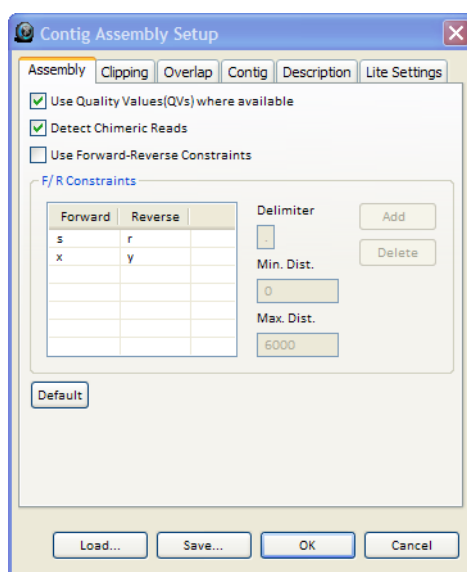 Contig Assembly Setup
Assembly Clipping Overlap Contig Description Lite Settings
Use Quality Values(QVs) where available
Detect Chimeric Reads
Use Forward-Reverse Constraints
F/R Constraints
Forward Reverse
s r
x y
Delimiter
.
Min. Dist.
0
Max. Dist.
6000
Add
Delete
Default
Load... Save... OK Cancel